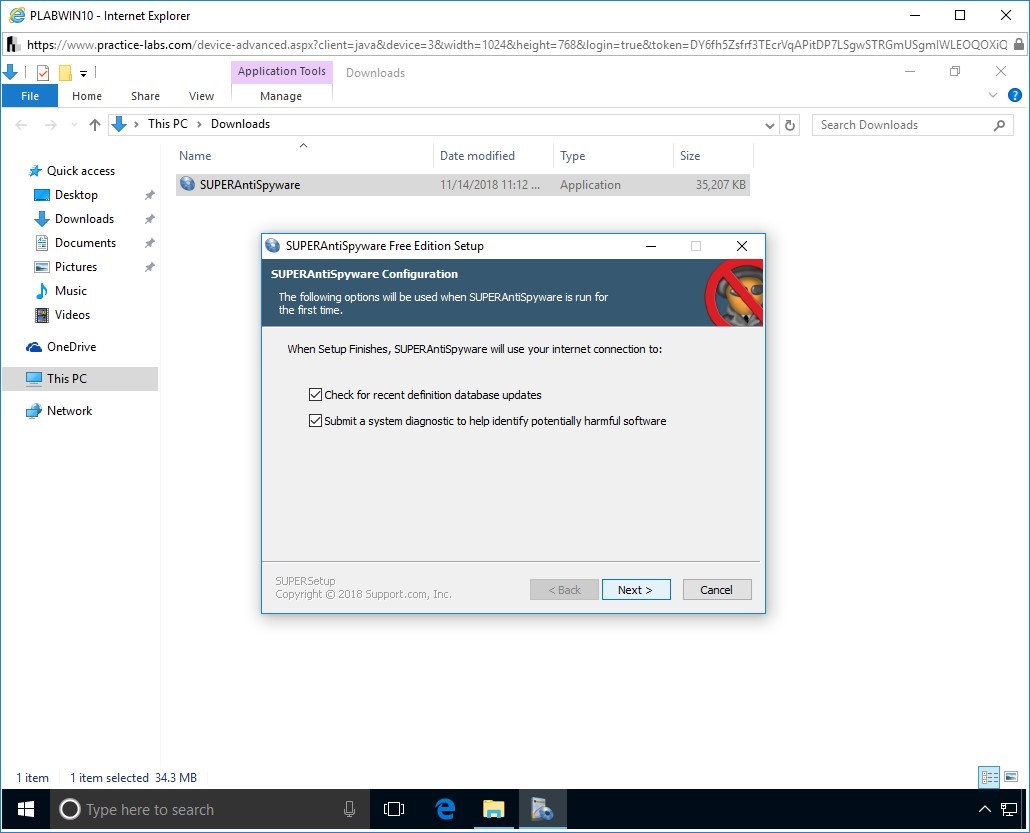 PLABWIN10 - Internet Explorer
https://www.practice-labs.com/device-advanced.aspx?client=java&device=3&width=1024&height=768&login=true&token=DY6fh5Zsfrf3TEcrVqAPitDP7LSgwSTRGmUSgmIWLEOQOXiQ
Application Tools Downloads
File Home Share View Manage
This PC > Downloads Search Downloads
Name Date modified Type Size
SUPERAntiSpyware 11/14/2018 11:12 ... Application 35,207 KB
Quick access
Desktop
Downloads
Documents
Pictures
Music
Videos
OneDrive
This PC
Network
SUPERAntiSpyware Free Edition Setup
SUPERAntiSpyware Configuration
The following options will be used when SUPERAntiSpyware is run for
the first time.
When Setup Finishes, SUPERAntiSpyware will use your internet connection to:
Check for recent definition database updates
Submit a system diagnostic to help identify potentially harmful software
SUPERSetup
Copyright © 2018 Support.com, Inc.
< Back Next > Cancel
1 item 1 item selected 34.3 MB
Type here to search